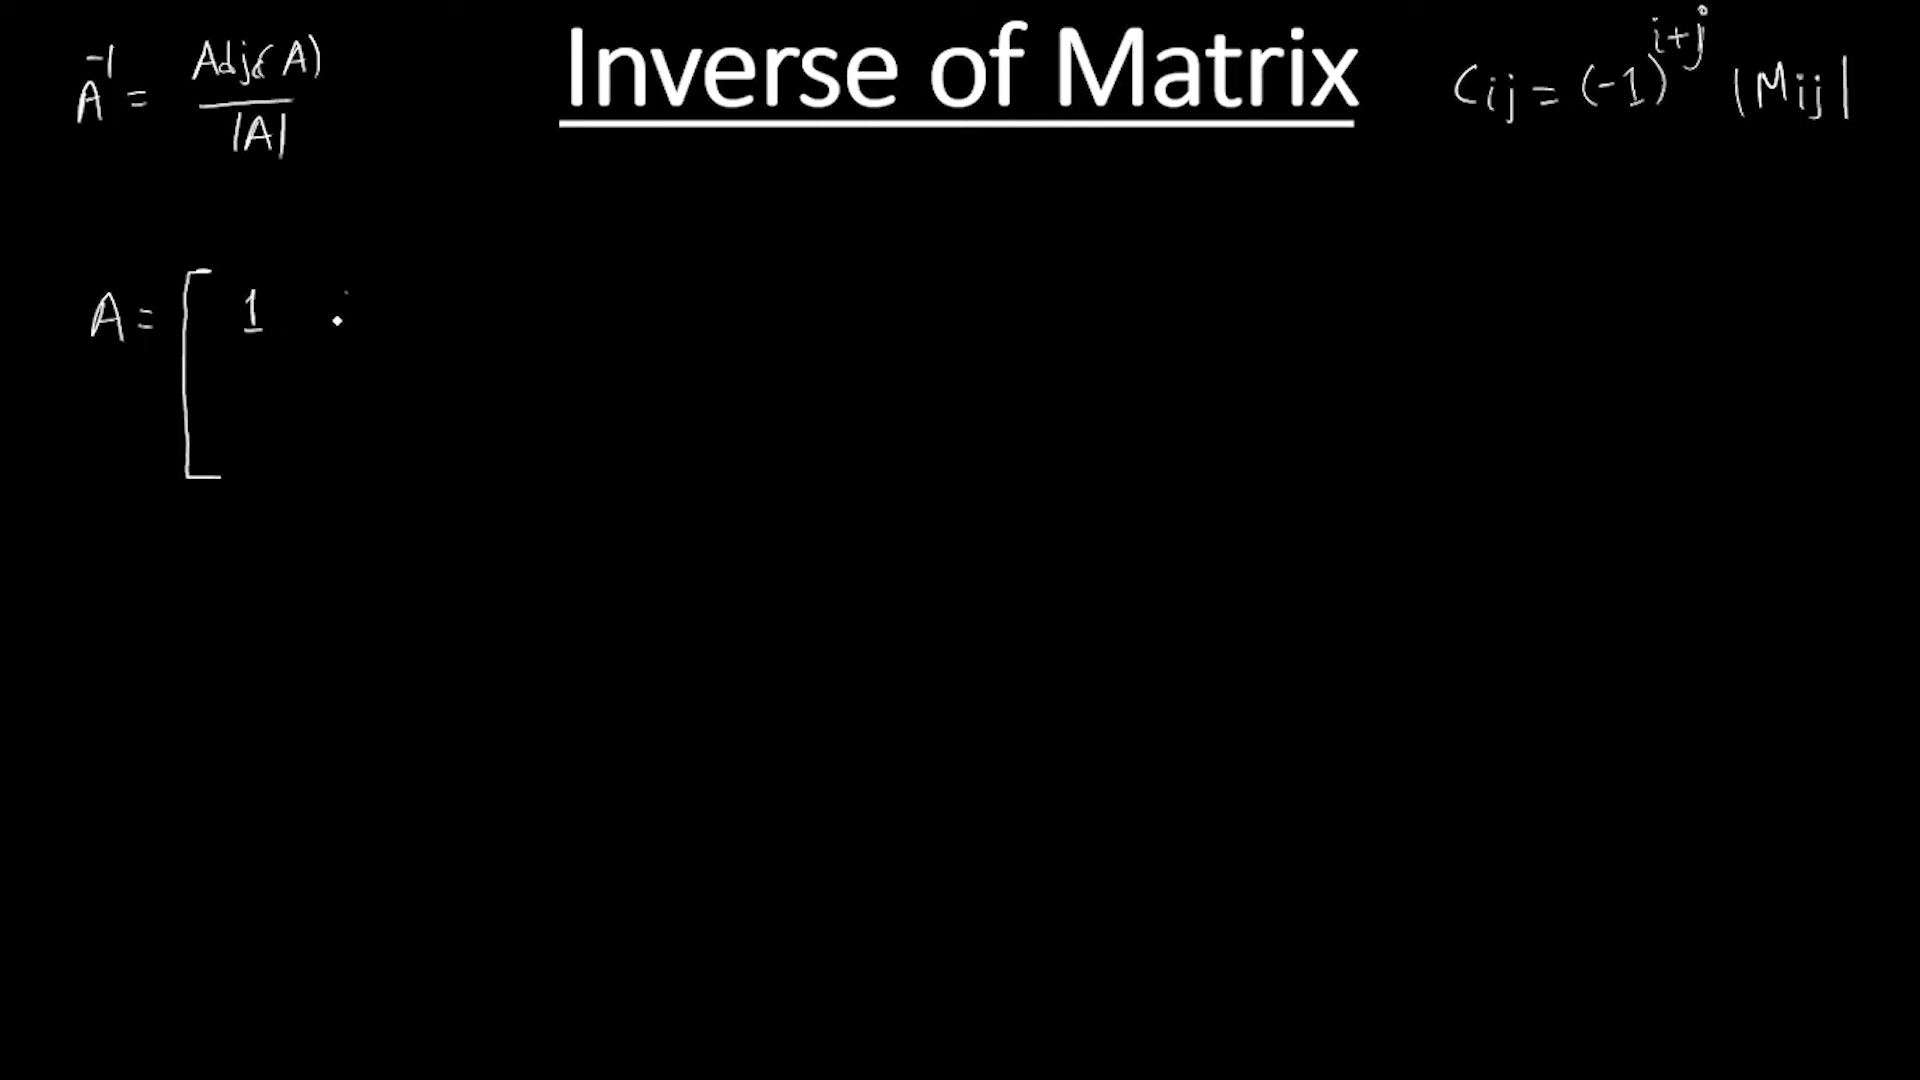 Inverse of Matrix
A⁻¹ = Adj(A) / |A|
Cij = (-1)^i+j |Mij|
A = [ 1